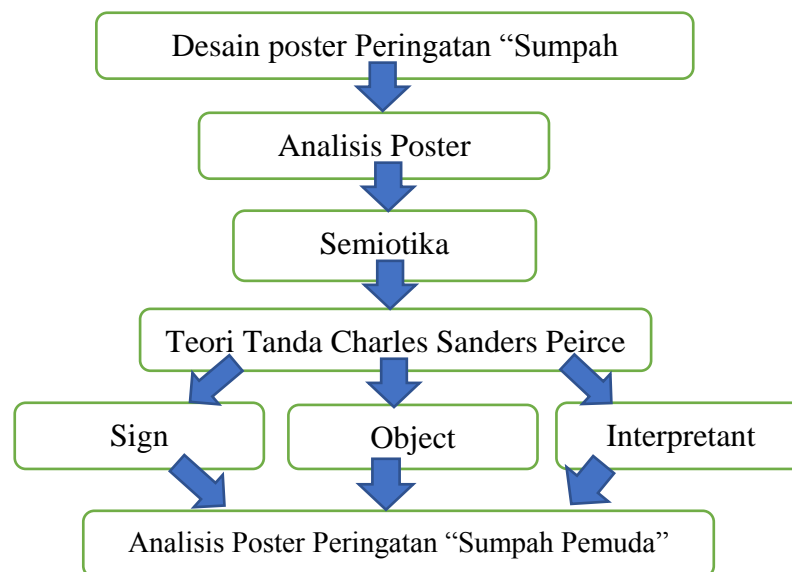 Desain poster Peringatan “Sumpah
Analisis Poster
Semiotika
Teori Tanda Charles Sanders Peirce
Sign
Object
Interpretant
Analisis Poster Peringatan “Sumpah Pemuda”